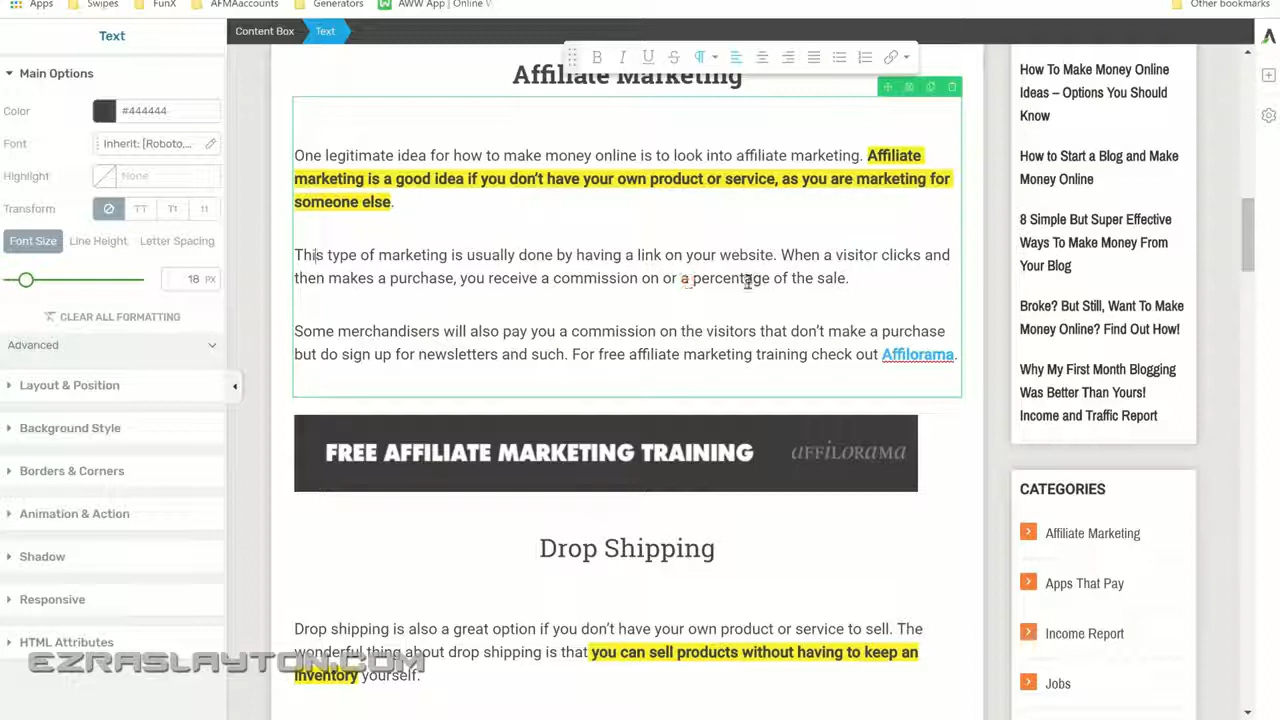 Apps
Swipes
FunX
AFMAaccounts
Generators
AWW App | Online
Other bookmarks
Text
Content Box
Text
Main Options
Color
#444444
Font
Inherit: [Roboto,...
Highlight
None
Transform
TT
T1
Font Size
Line Height
Letter Spacing
18 PX
CLEAR ALL FORMATTING
Advanced
Layout & Position
Background Style
Borders & Corners
Animation & Action
Shadow
Responsive
HTML Attributes
B I U S ¶
Affiliate Marketing
One legitimate idea for how to make money online is to look into affiliate marketing. Affiliate
marketing is a good idea if you don’t have your own product or service, as you are marketing for
someone else.
This type of marketing is usually done by having a link on your website. When a visitor clicks and
then makes a purchase, you receive a commission on or a percentage of the sale.
Some merchandisers will also pay you a commission on the visitors that don’t make a purchase
but do sign up for newsletters and such. For free affiliate marketing training check out Affilorama.
FREE AFFILIATE MARKETING TRAINING
AFFILORAMA
Drop Shipping
Drop shipping is also a great option if you don’t have your own product or service to sell. The
wonderful thing about drop shipping is that you can sell products without having to keep an
inventory yourself.
How To Make Money Online
Ideas – Options You Should
Know
How to Start a Blog and Make
Money Online
8 Simple But Super Effective
Ways To Make Money From
Your Blog
Broke? But Still, Want To Make
Money Online? Find Out How!
Why My First Month Blogging
Was Better Than Yours!
Income and Traffic Report
CATEGORIES
Affiliate Marketing
Apps That Pay
Income Report
Jobs
EZRASLAYTON.COM